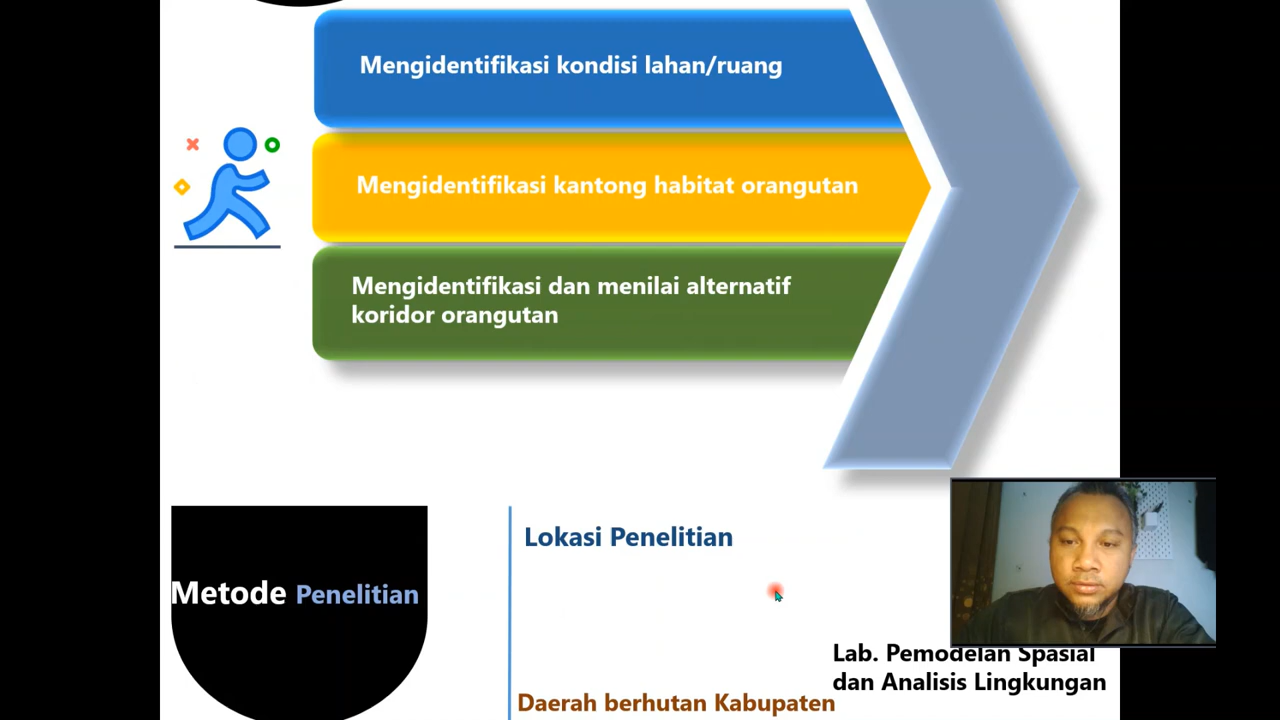 Mengidentifikasi kondisi lahan/ruang
Mengidentifikasi kantong habitat orangutan
Mengidentifikasi dan menilai alternatif
koridor orangutan
Metode Penelitian
Lokasi Penelitian
Lab. Pemodelan Spasial
dan Analisis Lingkungan
Daerah berhutan Kabupaten